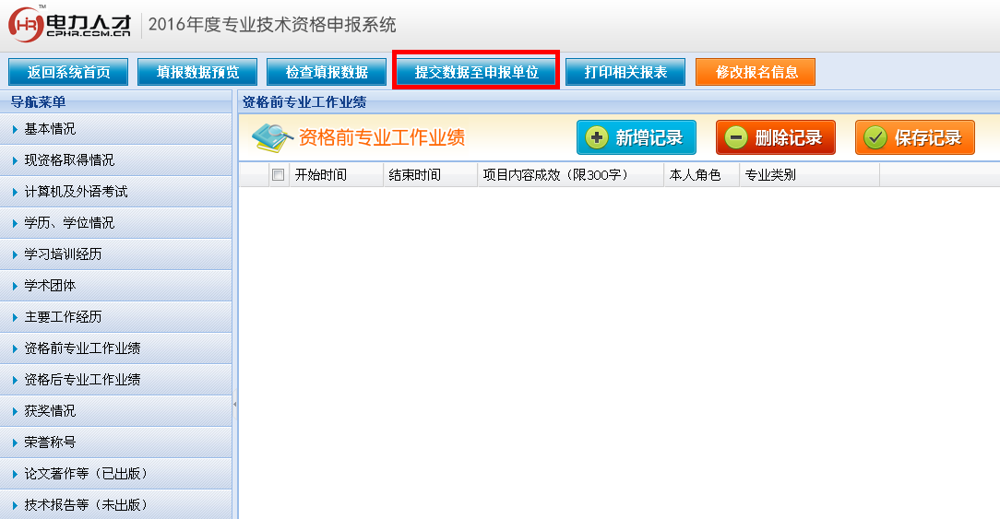 HR 电力人才 TM
CPHR.COM.CN
2016年度专业技术资格申报系统
返回系统首页 填报数据预览 检查填报数据 提交数据至申报单位 打印相关报表 修改报名信息
导航菜单
基本情况
现资格取得情况
计算机及外语考试
学历、学位情况
学习培训经历
学术团体
主要工作经历
资格前专业工作业绩
资格后专业工作业绩
获奖情况
荣誉称号
论文著作等（已出版）
技术报告等（未出版）
资格前专业工作业绩
资格前专业工作业绩 新增记录 删除记录 保存记录
开始时间 结束时间 项目内容成效（限300字） 本人角色 专业类别